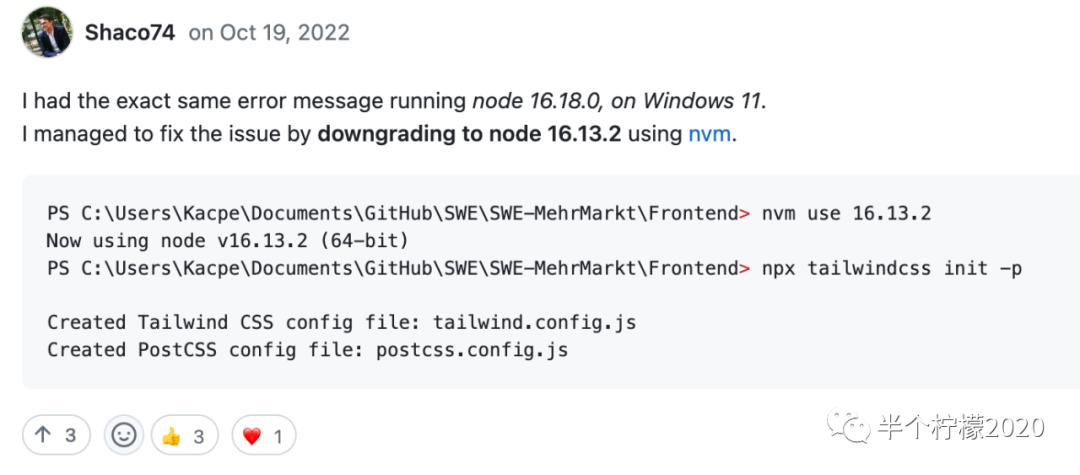 Shaco74 on Oct 19, 2022
I had the exact same error message running node 16.18.0, on Windows 11.
I managed to fix the issue by downgrading to node 16.13.2 using nvm.
PS C:\Users\Kacpe\Documents\GitHub\SWE\SWE-MehrMarkt\Frontend> nvm use 16.13.2
Now using node v16.13.2 (64-bit)
PS C:\Users\Kacpe\Documents\GitHub\SWE\SWE-MehrMarkt\Frontend> npx tailwindcss init -p
Created Tailwind CSS config file: tailwind.config.js
Created PostCSS config file: postcss.config.js
↑ 3 👍 3 ❤️ 1
半个柠檬2020